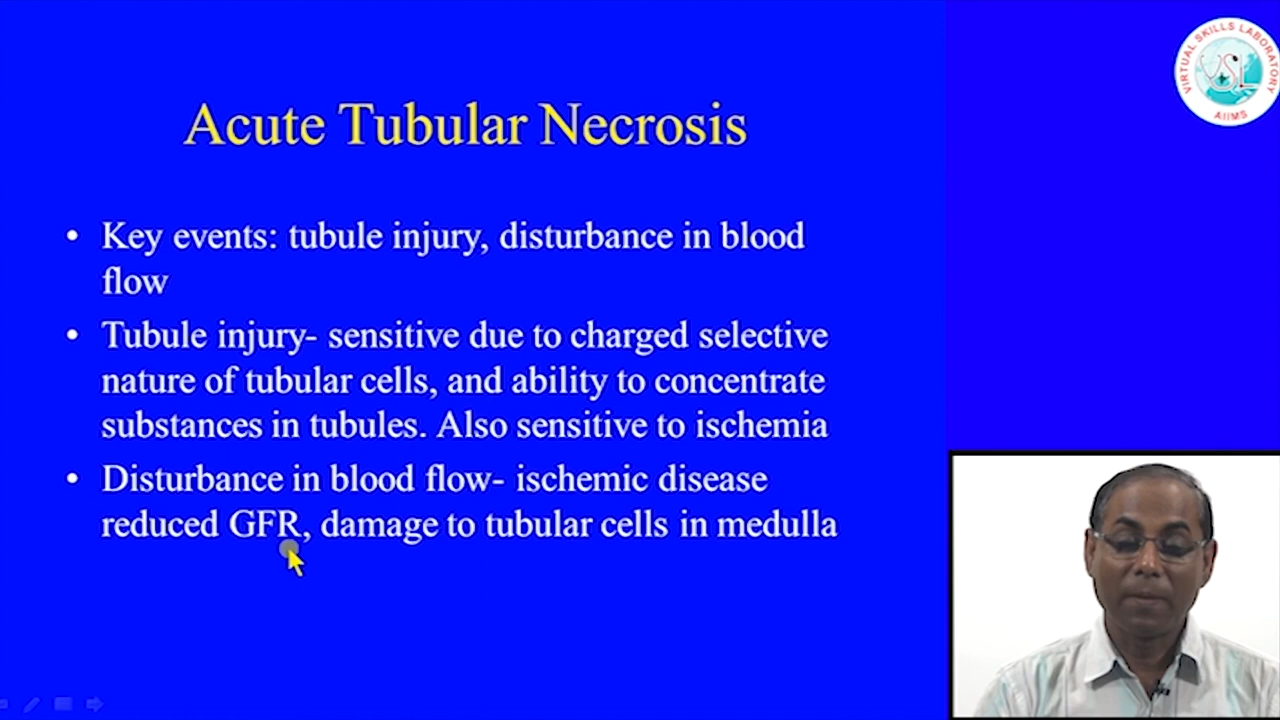 VIRTUAL SKILLS LABORATORY
VSL
AIIMS
Acute Tubular Necrosis
• Key events: tubule injury, disturbance in blood
flow
• Tubule injury- sensitive due to charged selective
nature of tubular cells, and ability to concentrate
substances in tubules. Also sensitive to ischemia
• Disturbance in blood flow- ischemic disease
reduced GFR, damage to tubular cells in medulla